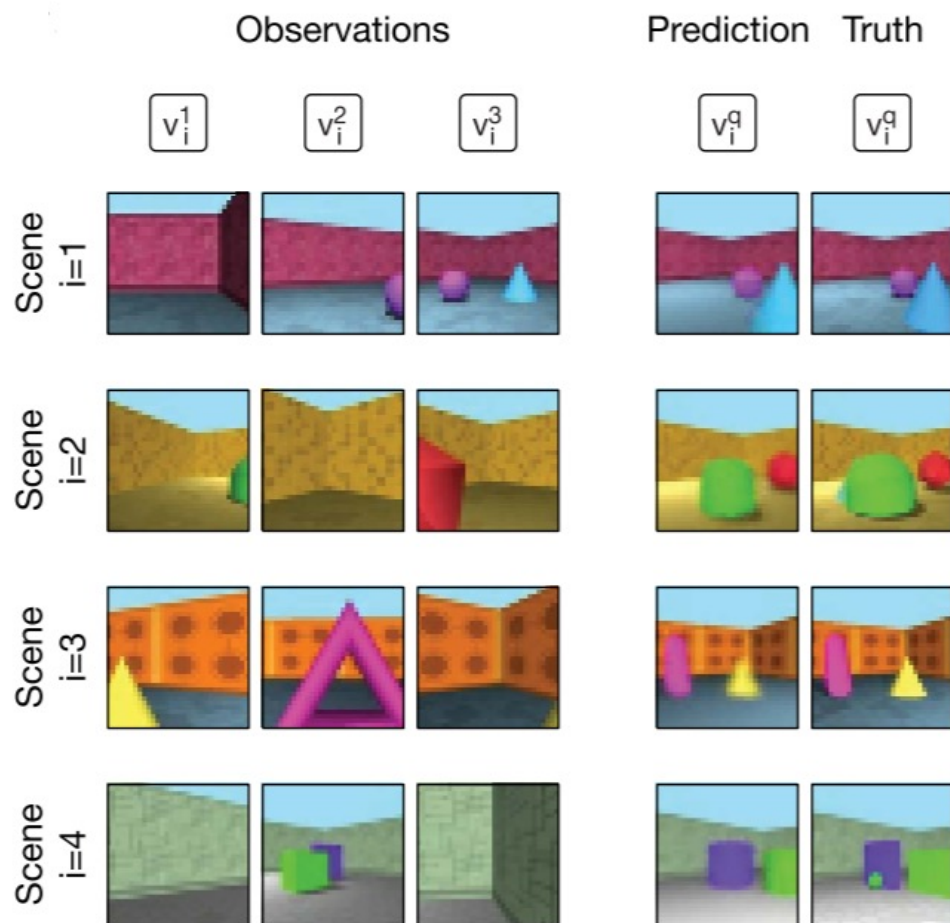 Observations Prediction Truth
v_i^1 v_i^2 v_i^3 v_i^q v_i^q
Scene
i=1
Scene
i=2
Scene
i=3
Scene
i=4